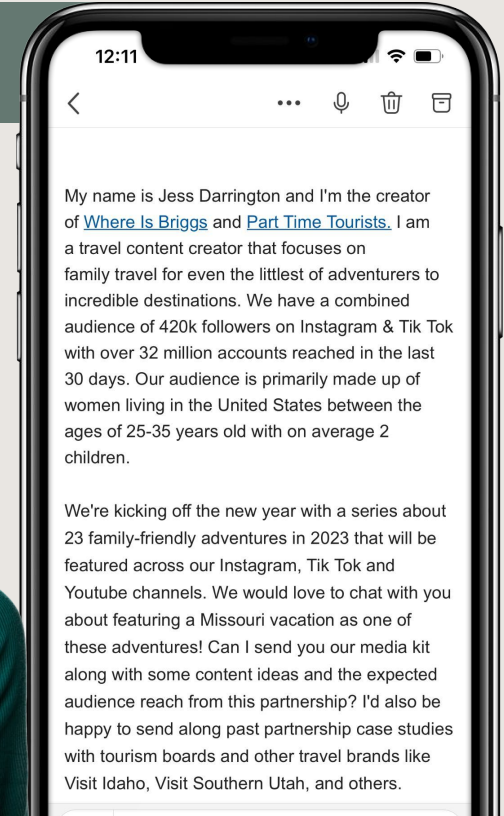 12:11
My name is Jess Darrington and I'm the creator
of Where Is Briggs and Part Time Tourists. I am
a travel content creator that focuses on
family travel for even the littlest of adventurers to
incredible destinations. We have a combined
audience of 420k followers on Instagram & Tik Tok
with over 32 million accounts reached in the last
30 days. Our audience is primarily made up of
women living in the United States between the
ages of 25-35 years old with on average 2
children.
We're kicking off the new year with a series about
23 family-friendly adventures in 2023 that will be
featured across our Instagram, Tik Tok and
Youtube channels. We would love to chat with you
about featuring a Missouri vacation as one of
these adventures! Can I send you our media kit
along with some content ideas and the expected
audience reach from this partnership? I'd also be
happy to send along past partnership case studies
with tourism boards and other travel brands like
Visit Idaho, Visit Southern Utah, and others.